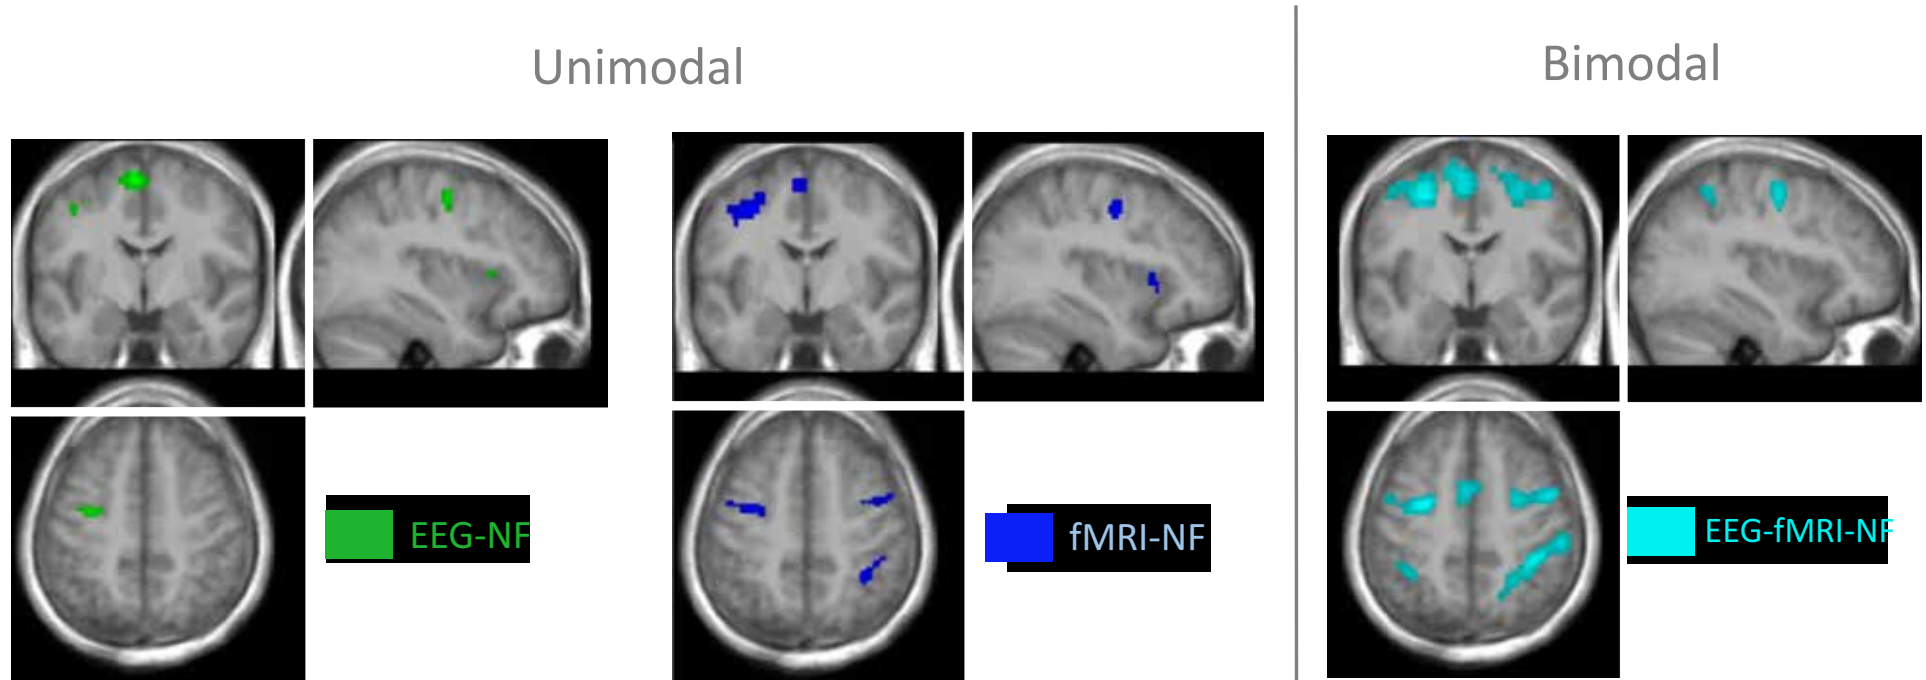 Unimodal
Bimodal
EEG-NF
fMRI-NF
EEG-fMRI-NF